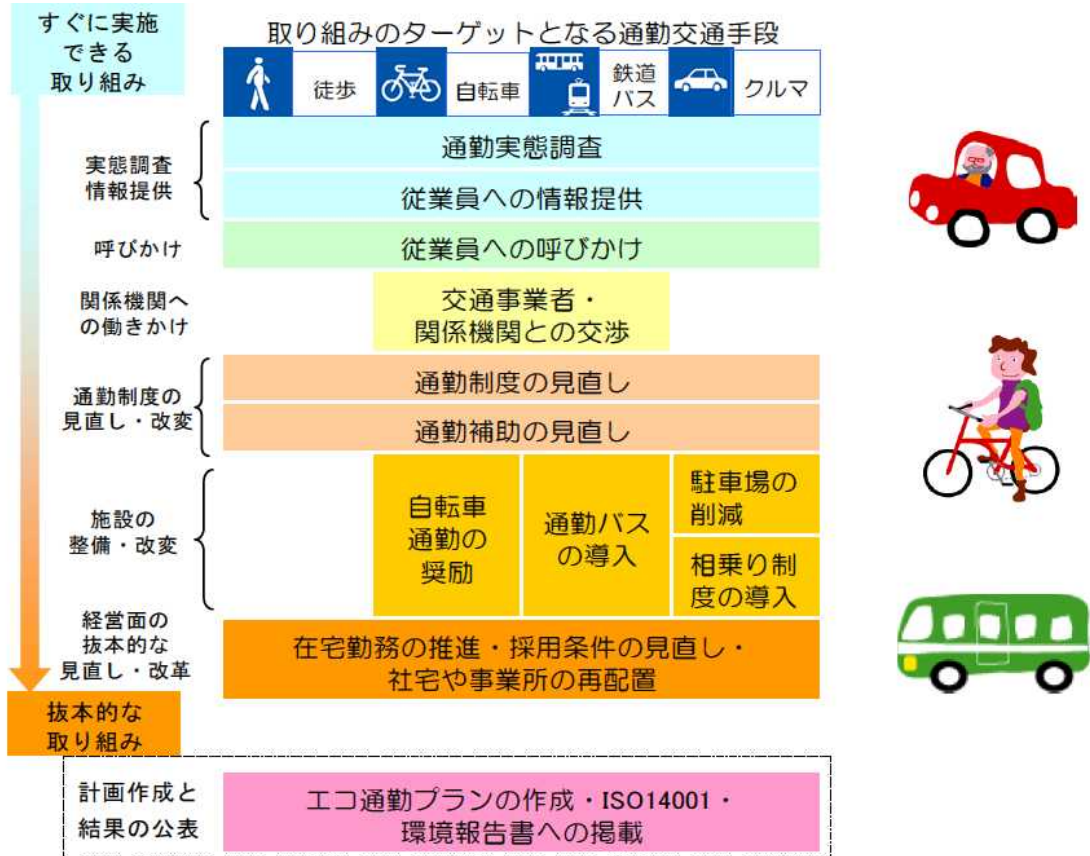 すぐに実施
できる
取り組み
取り組みのターゲットとなる通勤交通手段
徒歩
自転車
鉄道
バス
クルマ
実態調査
情報提供
通勤実態調査
従業員への情報提供
呼びかけ
従業員への呼びかけ
関係機関へ
の働きかけ
交通事業者・
関係機関との交渉
通勤制度の
見直し・改変
通勤制度の見直し
通勤補助の見直し
施設の
整備・改変
自転車
通勤の
奨励
通勤バス
の導入
駐車場の
削減
相乗り制
度の導入
経営面の
抜本的な
見直し・改革
在宅勤務の推進・採用条件の見直し・
社宅や事業所の再配置
抜本的な
取り組み
計画作成と
結果の公表
エコ通勤プランの作成・ISO14001・
環境報告書への掲載